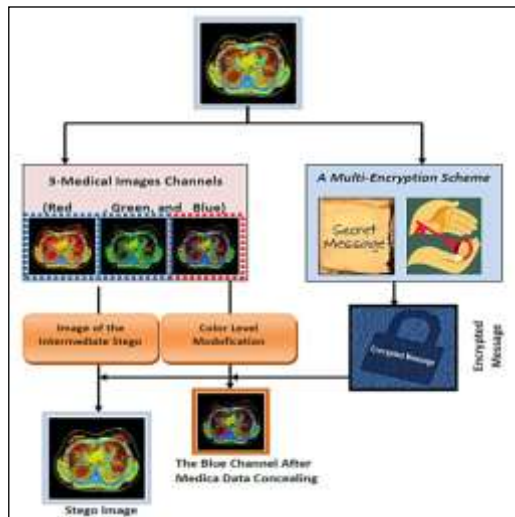 3-Medical Images Channels
(Red Green, and Blue)
A Multi-Encryption Scheme
Secret
Message
Image of the
Intermediate Stego
Color Level
Modification
Encrypted Message
Encrypted
Message
The Blue Channel After
Medica Data Concealing
Stego Image